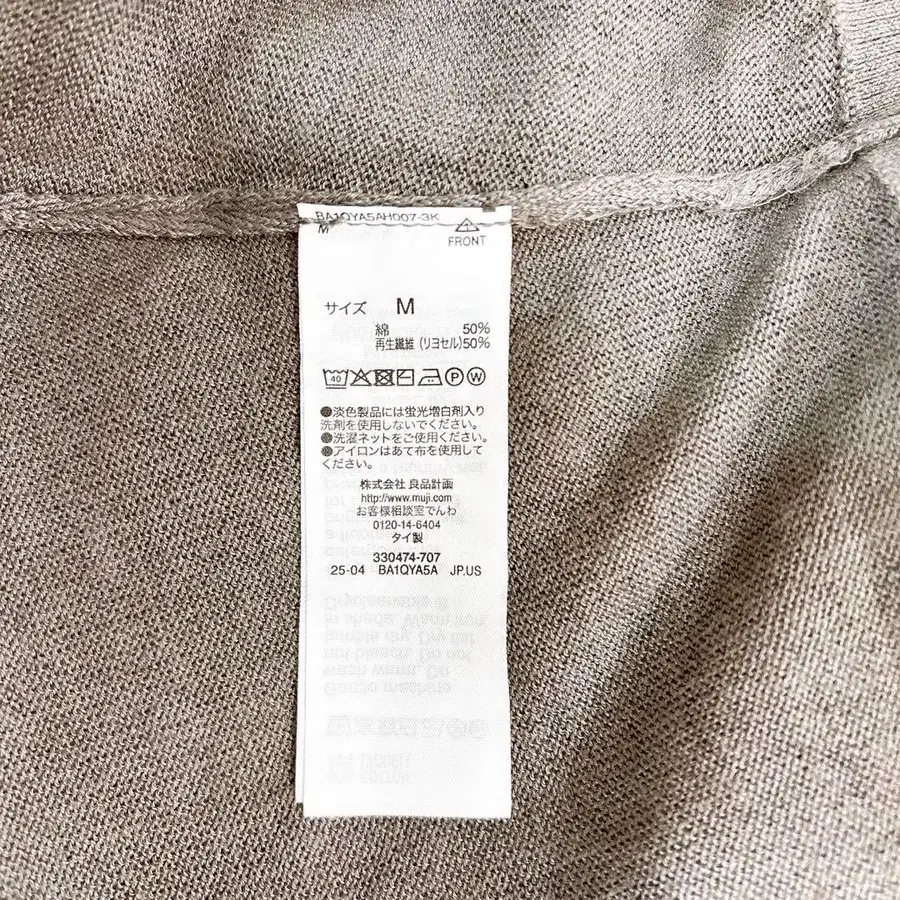 BA1QYA5AH007-3K
M
FRONT
サイズ M
綿 50%
再生繊維 (リヨセル)50%
40 P W
●淡色製品には蛍光増白剤入り
洗剤を使用しないでください。
●洗濯ネットをご使用ください。
●アイロンはあて布を使用して
ください。
株式会社 良品計画
http://www.muji.com
お客様相談室でんわ
0120-14-6404
タイ製
330474-707
25-04 BA1QYA5A JP.US